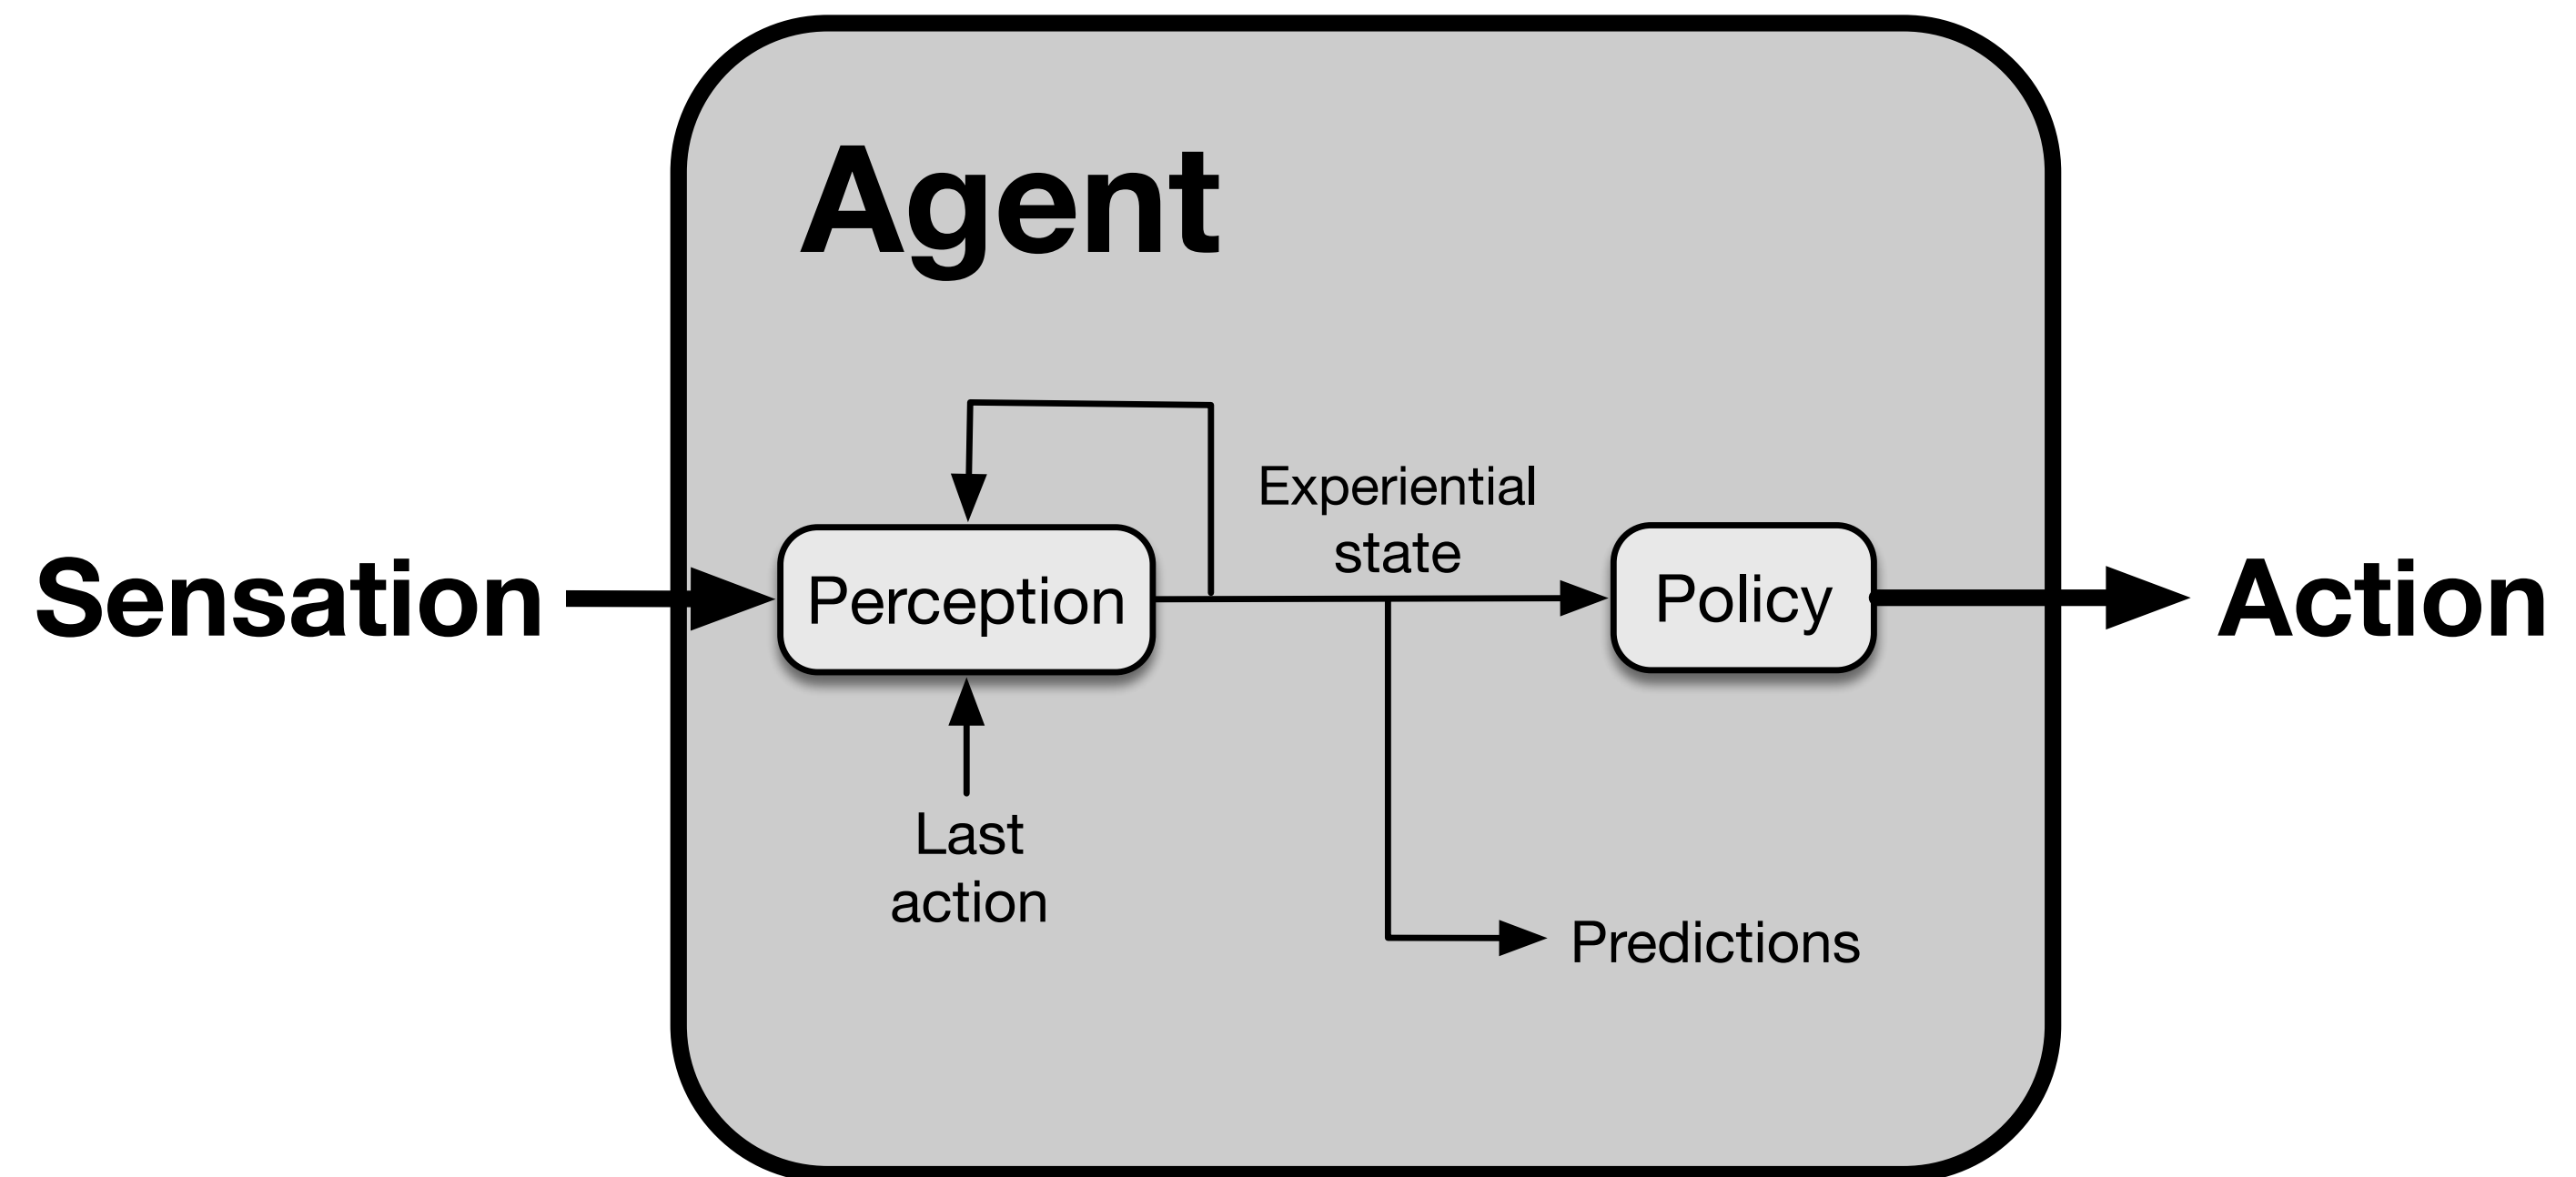 Agent
Experiential
state
Sensation
Perception
Policy
Action
Last
action
Predictions